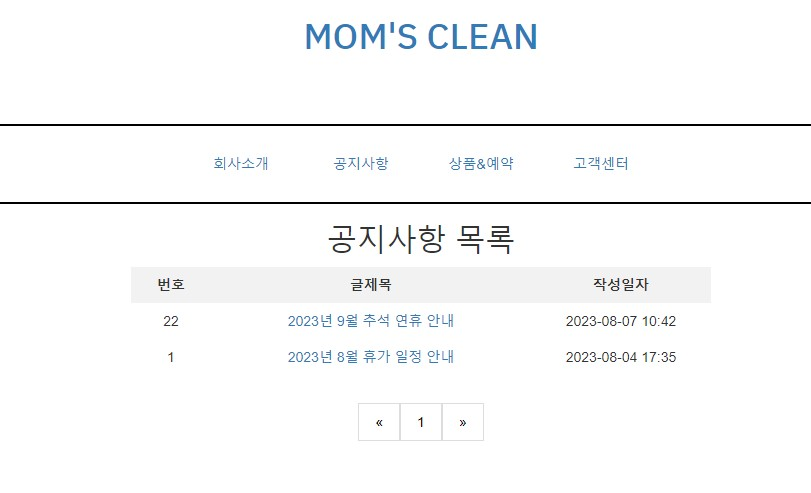 MOM'S CLEAN
회사소개 공지사항 상품&예약 고객센터
공지사항 목록
번호 글제목 작성일자
22 2023년 9월 추석 연휴 안내 2023-08-07 10:42
1 2023년 8월 휴가 일정 안내 2023-08-04 17:35
« 1 »